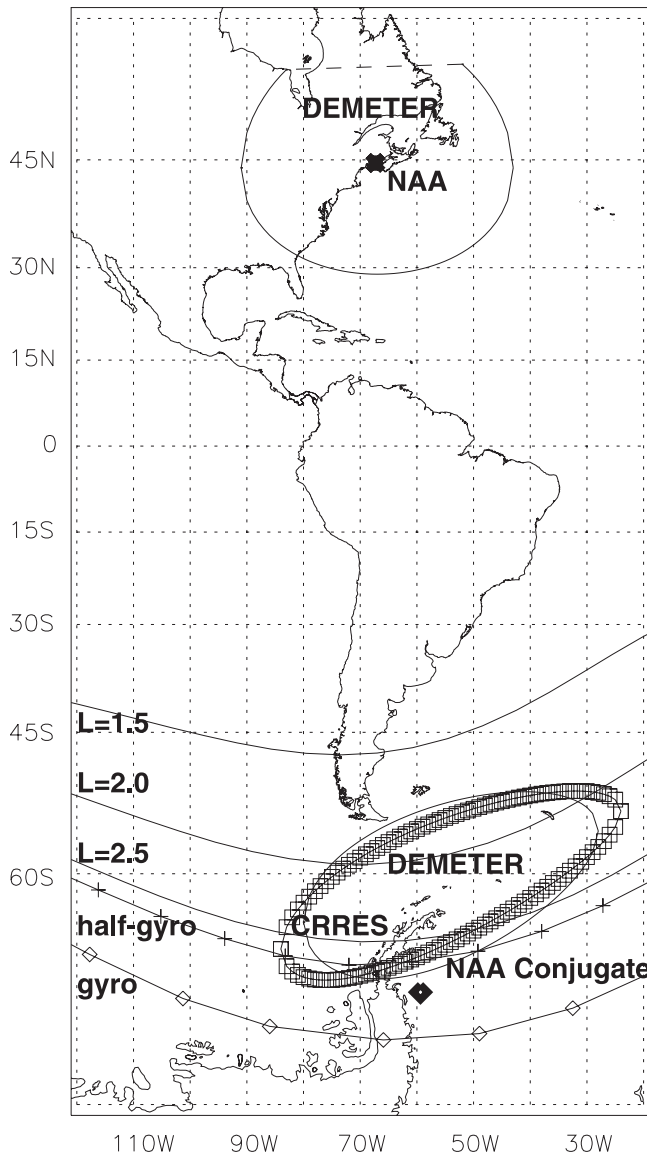 DEMETER
45N
NAA
30N
15N
0
15S
30S
L=1.5
45S
L=2.0
L=2.5
DEMETER
60S
CRRES
half-gyro
NAA Conjugate
gyro
110W 90W 70W 50W 30W